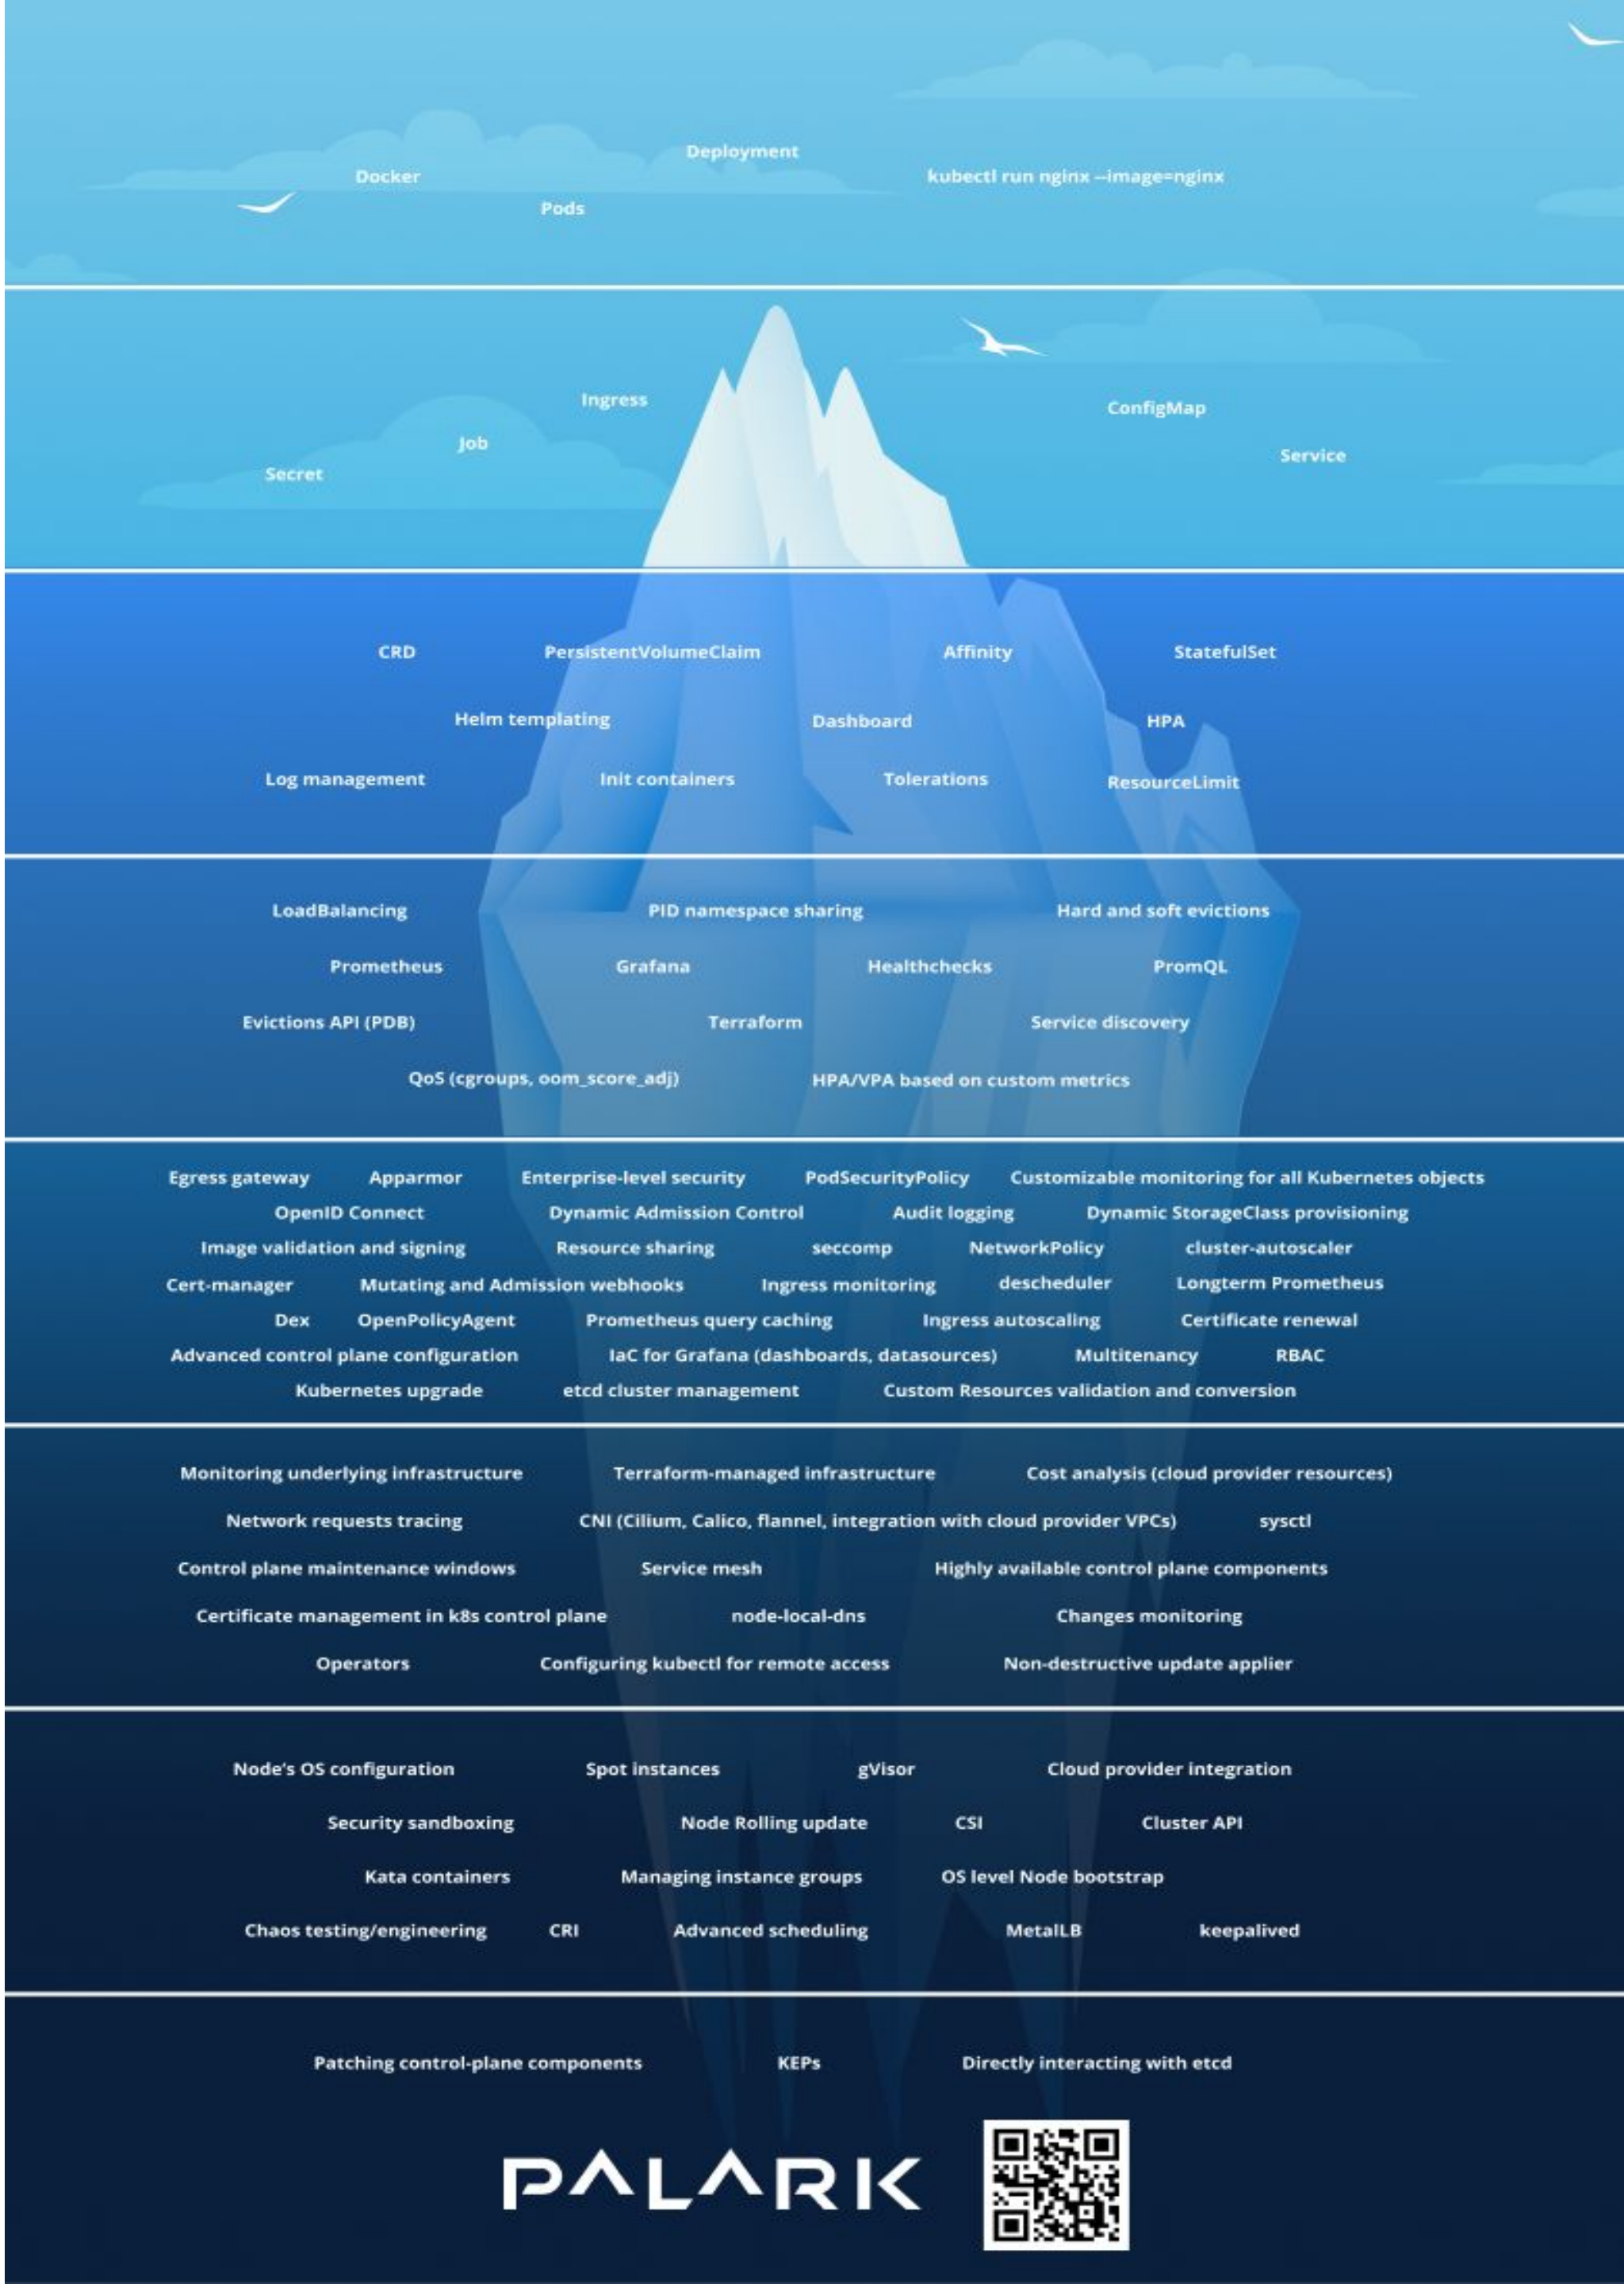 Deployment
Docker kubectl run nginx --image=nginx
Pods
Ingress
ConfigMap
Job
Service
Secret
CRD PersistentVolumeClaim Affinity StatefulSet
Helm templating Dashboard HPA
Log management Init containers Tolerations ResourceLimit
LoadBalancing PID namespace sharing Hard and soft evictions
Prometheus Grafana Healthchecks PromQL
Evictions API (PDB) Terraform Service discovery
QoS (cgroups, oom_score_adj) HPA/VPA based on custom metrics
Egress gateway Apparmor Enterprise-level security PodSecurityPolicy Customizable monitoring for all Kubernetes objects
OpenID Connect Dynamic Admission Control Audit logging Dynamic StorageClass provisioning
Image validation and signing Resource sharing seccomp NetworkPolicy cluster-autoscaler
Cert-manager Mutating and Admission webhooks Ingress monitoring descheduler Longterm Prometheus
Dex OpenPolicyAgent Prometheus query caching Ingress autoscaling Certificate renewal
Advanced control plane configuration IaC for Grafana (dashboards, datasources) Multitenancy RBAC
Kubernetes upgrade etcd cluster management Custom Resources validation and conversion
Monitoring underlying infrastructure Terraform-managed infrastructure Cost analysis (cloud provider resources)
Network requests tracing CNI (Cilium, Calico, flannel, integration with cloud provider VPCs) sysctl
Control plane maintenance windows Service mesh Highly available control plane components
Certificate management in k8s control plane node-local-dns Changes monitoring
Operators Configuring kubectl for remote access Non-destructive update applier
Node's OS configuration Spot instances gVisor Cloud provider integration
Security sandboxing Node Rolling update CSI Cluster API
Kata containers Managing instance groups OS level Node bootstrap
Chaos testing/engineering CRI Advanced scheduling MetalLB keepalived
Patching control-plane components KEPs Directly interacting with etcd
PALARK